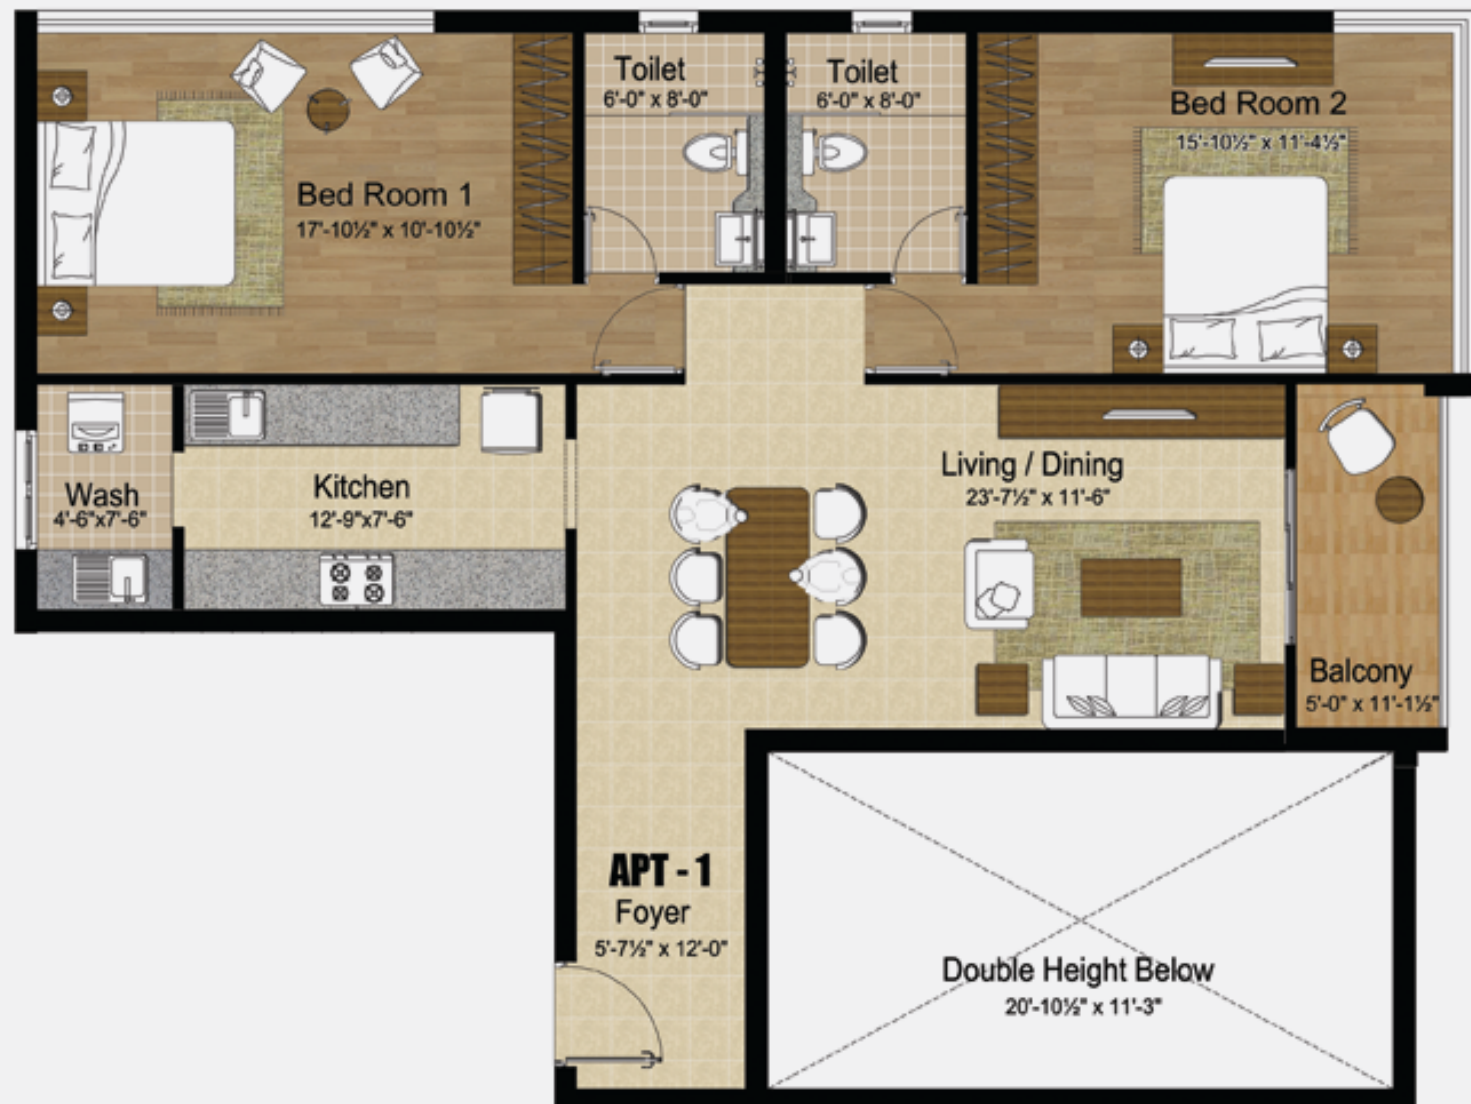 Toilet
6'-0" x 8'-0"
Toilet
6'-0" x 8'-0"
Bed Room 2
15'-10½" x 11'-4½"
Bed Room 1
17'-10½" x 10'-10½"
Living / Dining
23'-7½" x 11'-6"
Wash
4'-6"x7'-6"
Kitchen
12'-9"x7'-6"
Balcony
5'-0" x 11'-1½"
APT - 1
Foyer
5'-7½" x 12'-0"
Double Height Below
20'-10½" x 11'-3"